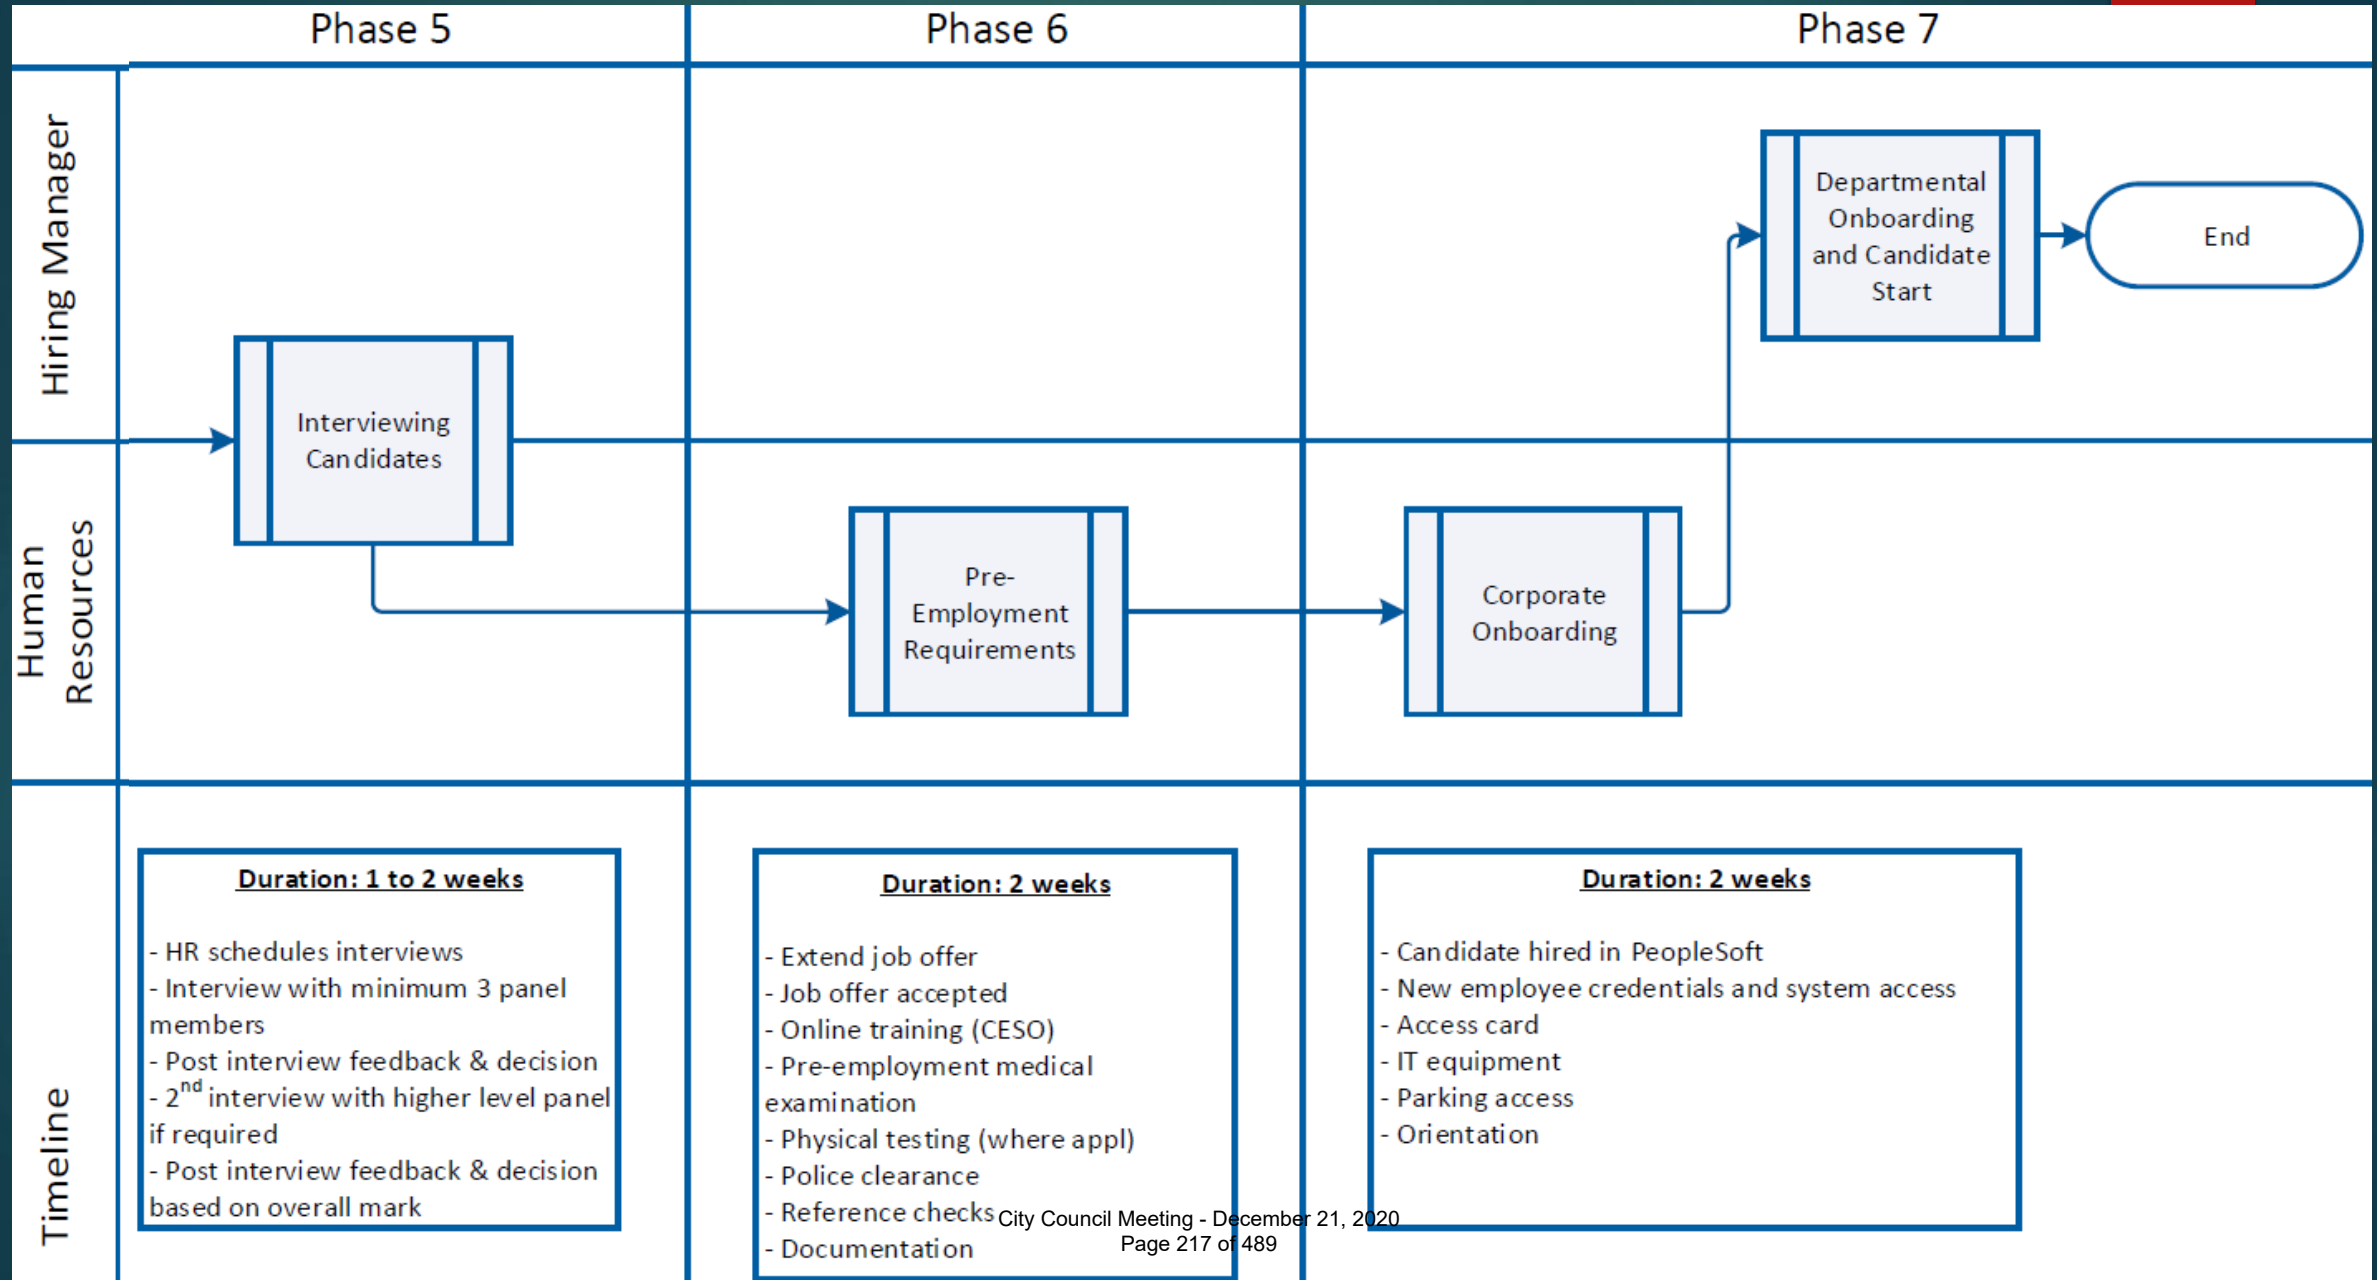 Phase 5
Phase 6
Phase 7
Hiring Manager
Interviewing
Candidates
Departmental
Onboarding
and Candidate
Start
End
Human
Resources
Pre-
Employment
Requirements
Corporate
Onboarding
Timeline
Duration: 1 to 2 weeks
- HR schedules interviews
- Interview with minimum 3 panel
members
- Post interview feedback & decision
- 2nd interview with higher level panel
if required
- Post interview feedback & decision
based on overall mark
Duration: 2 weeks
- Extend job offer
- Job offer accepted
- Online training (CESO)
- Pre-employment medical
examination
- Physical testing (where appl)
- Police clearance
- Reference checks
- Documentation
Duration: 2 weeks
- Candidate hired in PeopleSoft
- New employee credentials and system access
- Access card
- IT equipment
- Parking access
- Orientation
City Council Meeting - December 21, 2020
Page 217 of 489